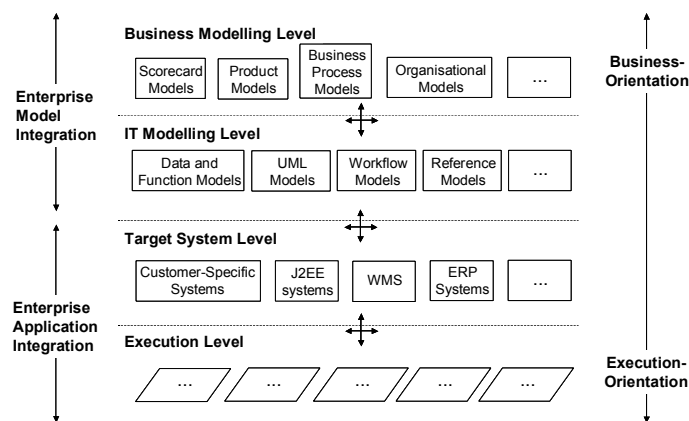 Business Modelling Level
Scorecard
Models
Product
Models
Business
Process
Models
Organisational
Models
...
Enterprise
Model
Integration
Business-
Orientation
IT Modelling Level
Data and
Function Models
UML
Models
Workflow
Models
Reference
Models
...
Target System Level
Customer-Specific
Systems
J2EE
systems
WMS
ERP
Systems
...
Enterprise
Application
Integration
Execution Level
...
...
...
...
...
Execution-
Orientation